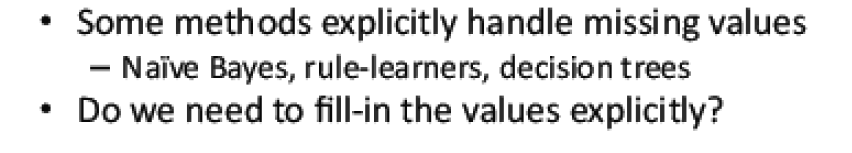 • Some methods explicitly handle missing values
– Naïve Bayes, rule-learners, decision trees
• Do we need to fill-in the values explicitly?